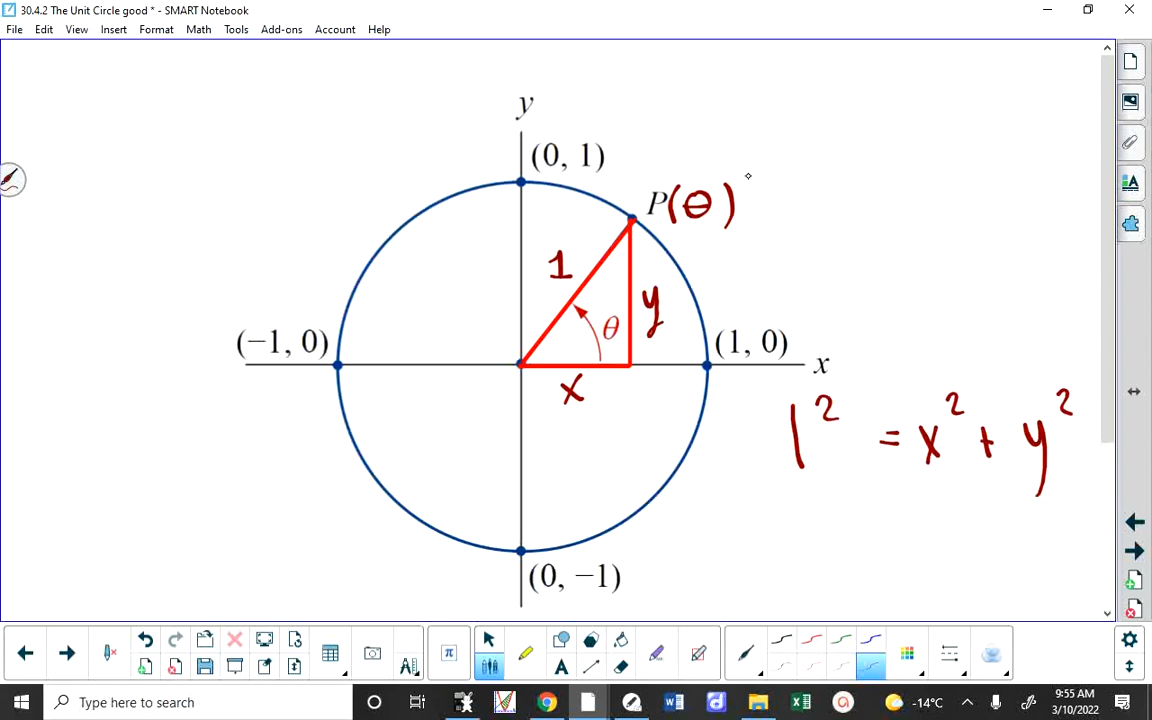 30.4.2 The Unit Circle good * - SMART Notebook
File Edit View Insert Format Math Tools Add-ons Account Help
y
(0, 1)
P(θ)
1
y
θ
(−1, 0)
(1, 0)
x
x
1² = x² + y²
(0, −1)
π
A
Type here to search
-14°C
9:55 AM
3/10/2022